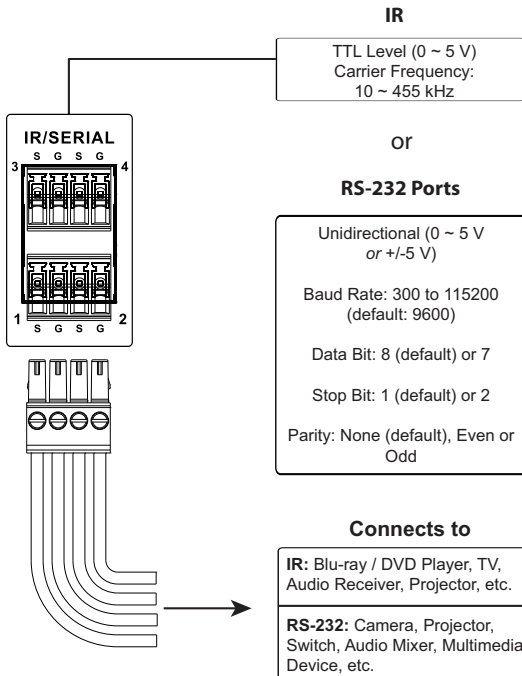 IR
TTL Level (0 ~ 5 V)
Carrier Frequency:
10 ~ 455 kHz
or
RS-232 Ports
Unidirectional (0 ~ 5 V
or +/-5 V)
Baud Rate: 300 to 115200
(default: 9600)
Data Bit: 8 (default) or 7
Stop Bit: 1 (default) or 2
Parity: None (default), Even or
Odd
IR/SERIAL
S G S G
3 4
1 2
S G S G
Connects to
IR: Blu-ray / DVD Player, TV,
Audio Receiver, Projector, etc.
RS-232: Camera, Projector,
Switch, Audio Mixer, Multimedia
Device, etc.